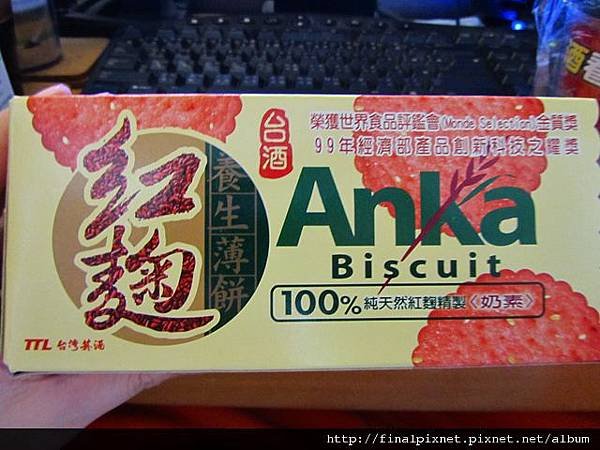 台酒
榮獲世界食品評鑑會(Monde Selection)金質獎
99年經濟部產品創新科技之耀獎
紅麴
養生薄餅
Anka
Biscuit
100%純天然紅麴精製《奶素》
TTL 台灣菸酒
酒
http://finalpixnet.pixnet.net/album